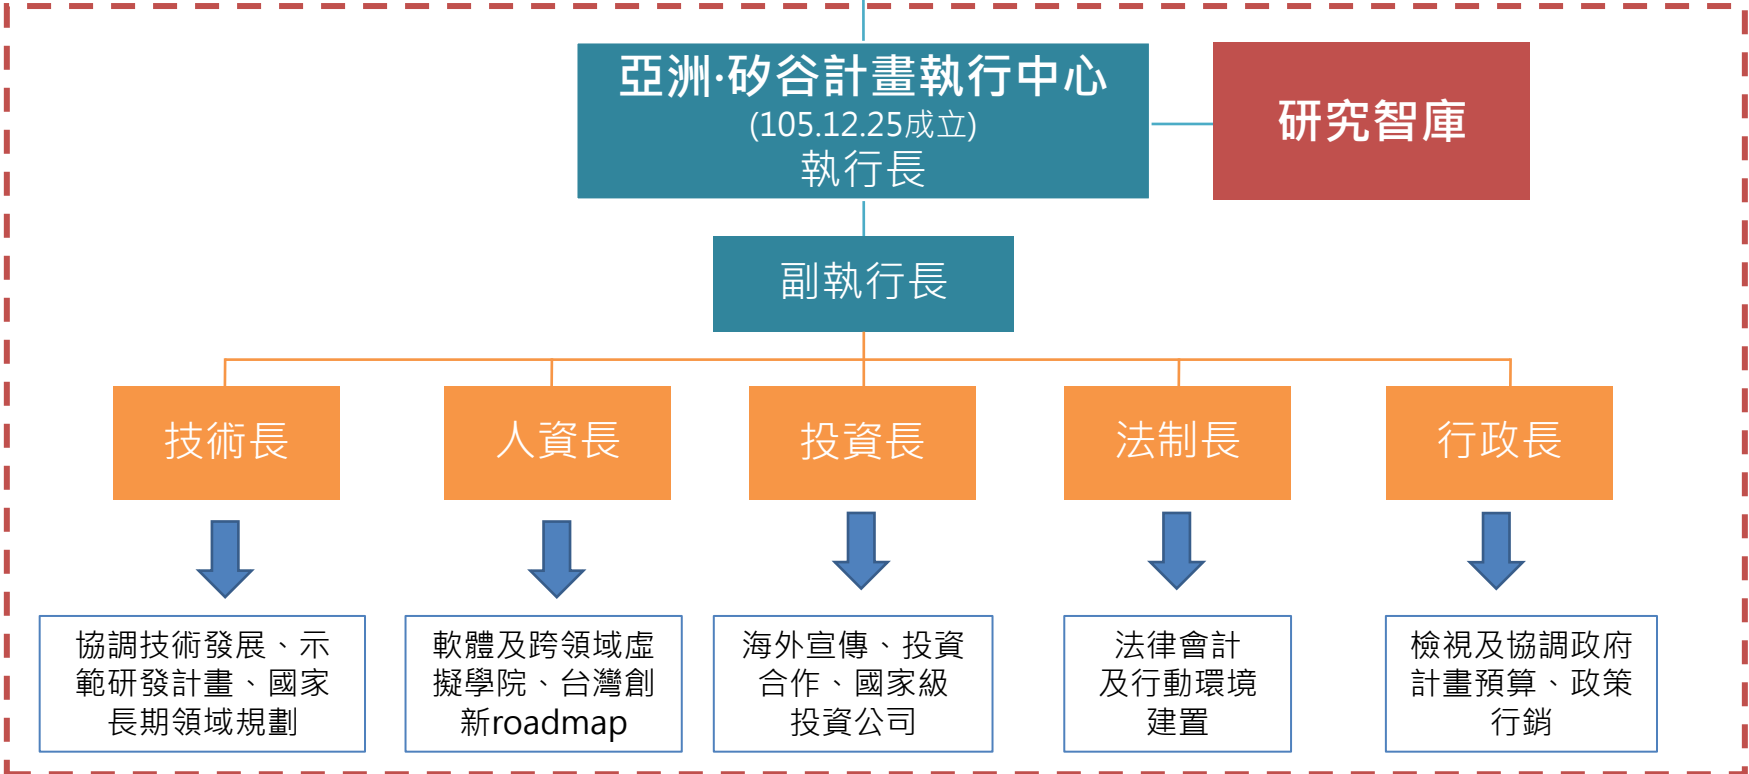 亞洲·矽谷計畫執行中心
(105.12.25成立)
執行長
研究智庫
副執行長
技術長
人資長
投資長
法制長
行政長
協調技術發展、示
範研發計畫、國家
長期領域規劃
軟體及跨領域虛
擬學院、台灣創
新roadmap
海外宣傳、投資
合作、國家級
投資公司
法律會計
及行動環境
建置
檢視及協調政府
計畫預算、政策
行銷